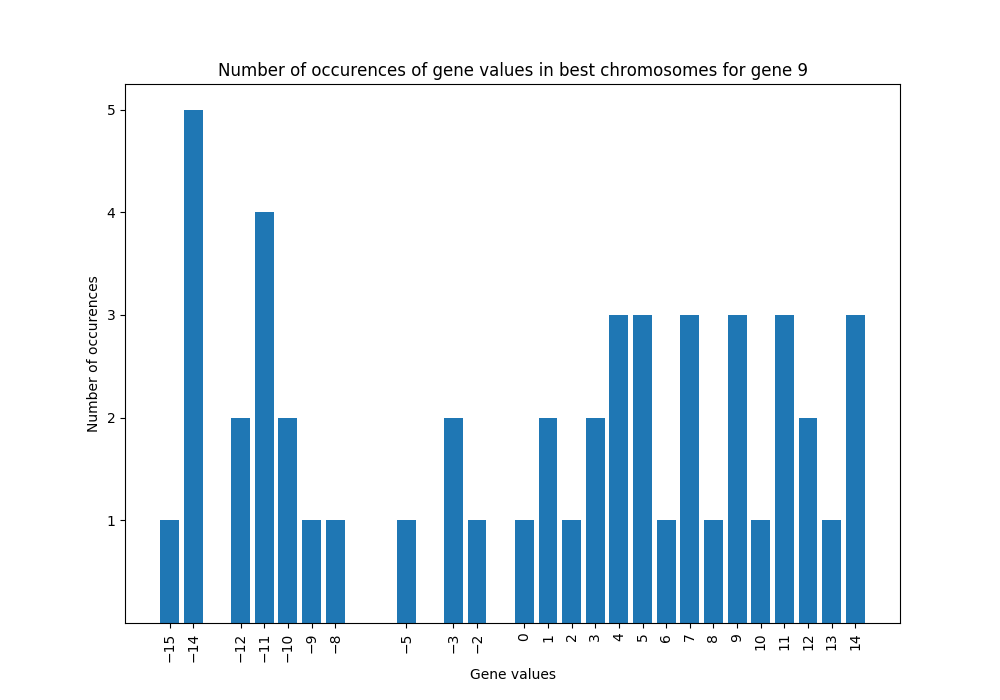 Number of occurences of gene values in best chromosomes for gene 9
Number of occurences
5
4
3
2
1
−15 −14 −12 −11 −10 −9 −8 −5 −3 −2 0 1 2 3 4 5 6 7 8 9 10 11 12 13 14
Gene values